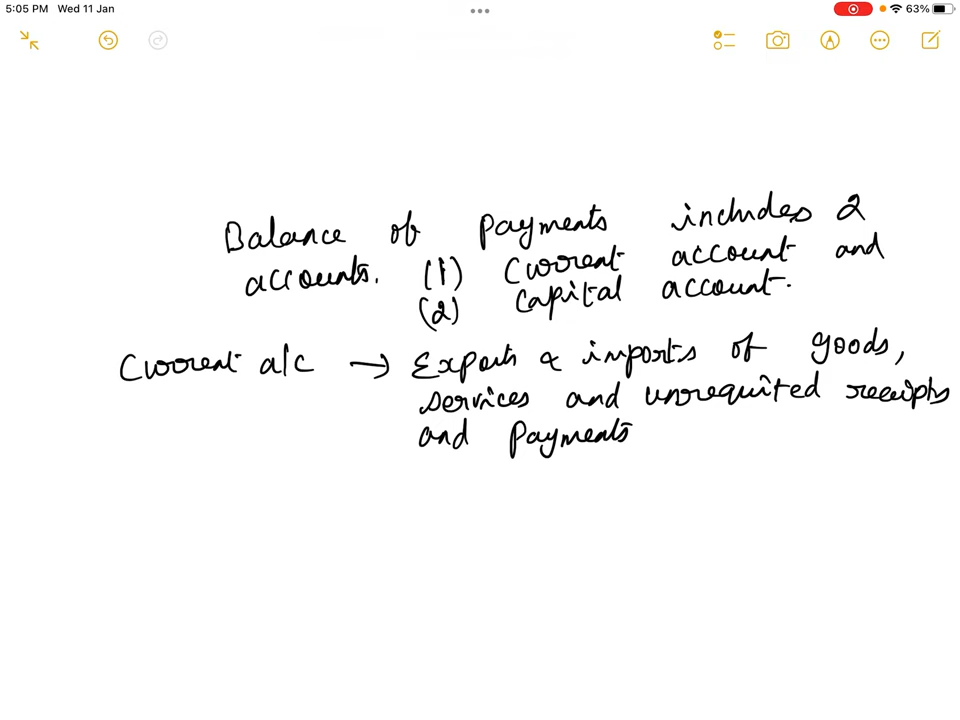 5:05 PM Wed 11 Jan
63%
Balance of payments includes 2
accounts. (1) Current account and
(2) Capital account.
Current a/c → Exports & imports of goods,
services and unrequited receipts
and payments